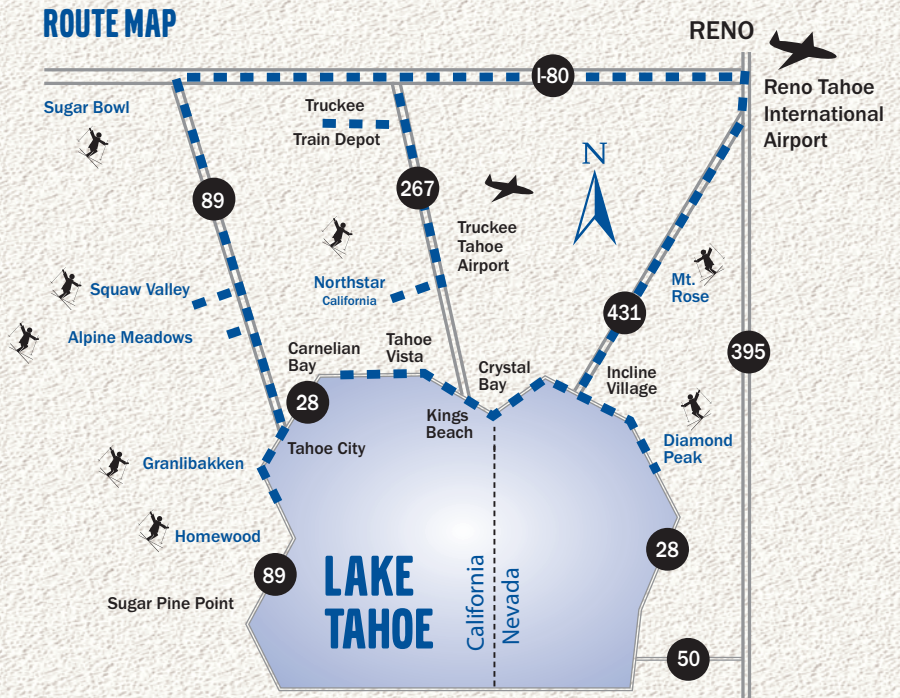 ROUTE MAP
RENO
I-80
Reno Tahoe
International
Airport
Sugar Bowl
Truckee
Train Depot
N
89
267
Truckee
Tahoe
Airport
Squaw Valley
Northstar
California
Mt.
Rose
431
Alpine Meadows
395
Carnelian
Bay
Tahoe
Vista
Crystal
Bay
Incline
Village
28
Kings
Beach
Tahoe City
Diamond
Peak
Granlibakken
Homewood
28
89
LAKE
TAHOE
California
Nevada
Sugar Pine Point
50